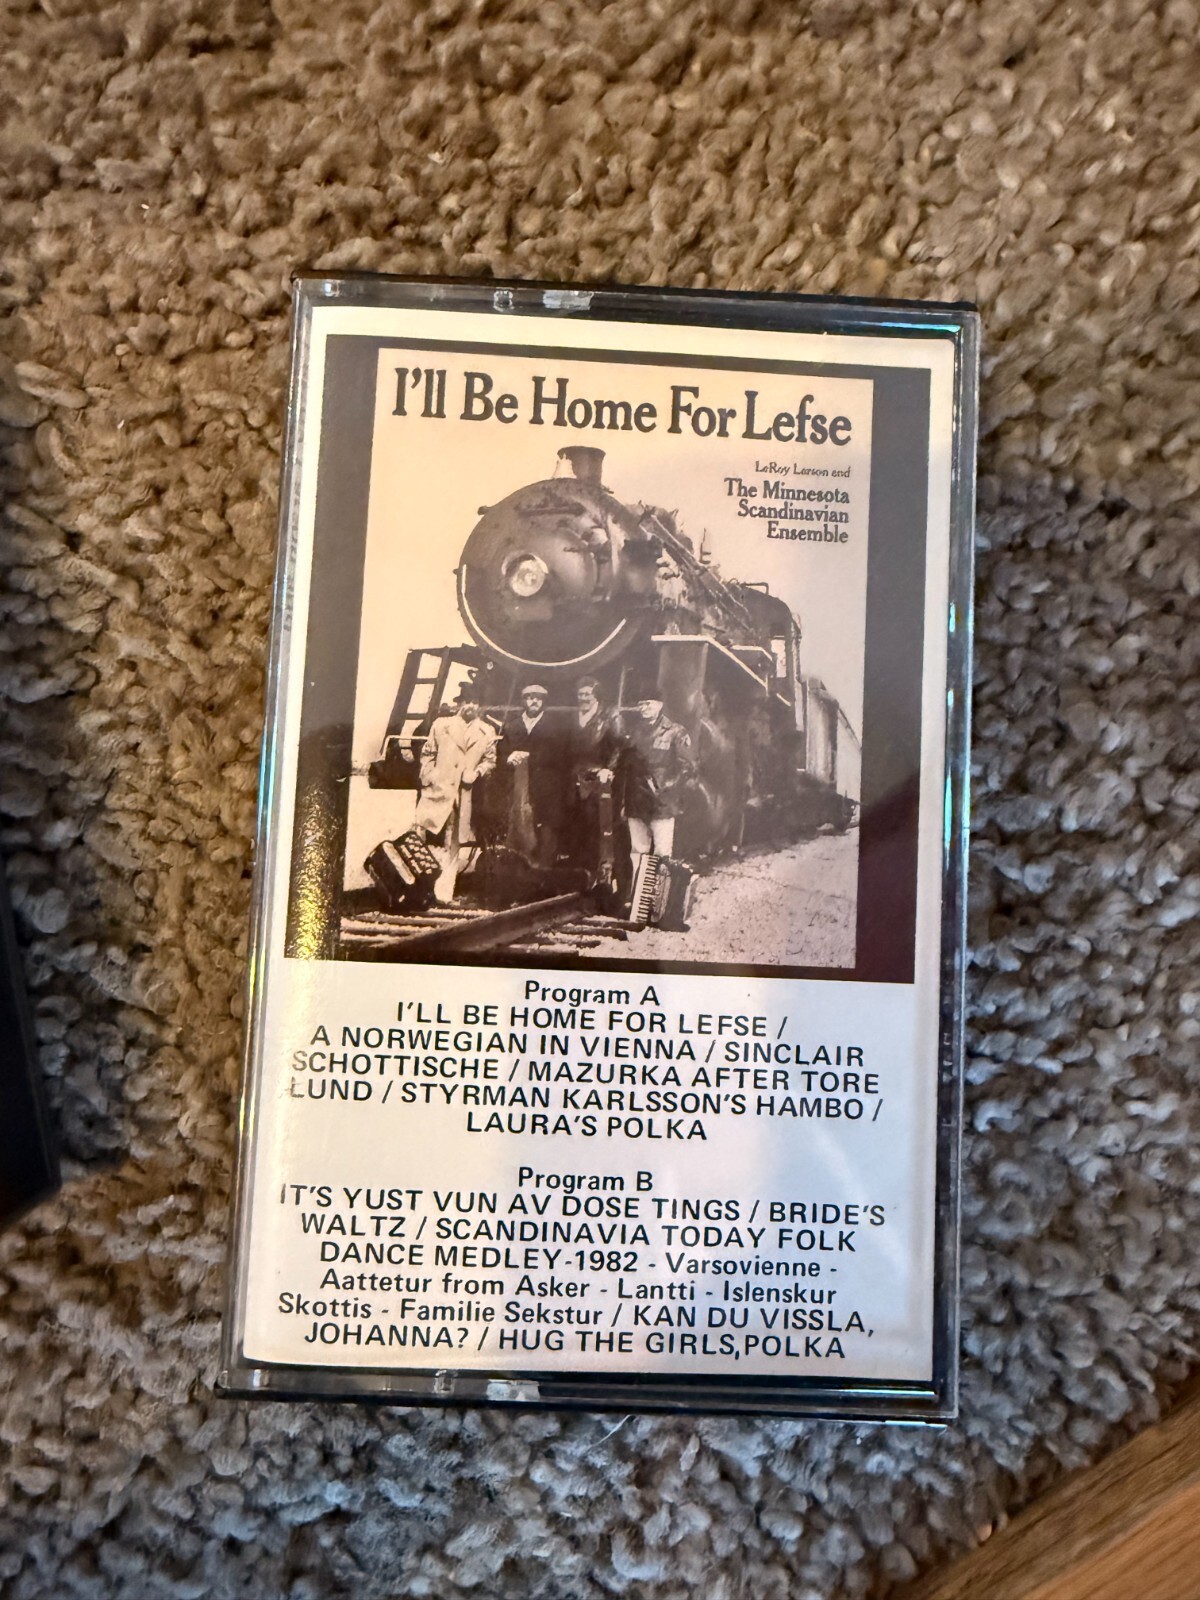 I'll Be Home For Lefse
LeRoy Larson and
The Minnesota
Scandinavian
Ensemble
Program A
I'LL BE HOME FOR LEFSE /
A NORWEGIAN IN VIENNA / SINCLAIR
SCHOTTISCHE / MAZURKA AFTER TORE
LUND / STYRMAN KARLSSON'S HAMBO /
LAURA'S POLKA
Program B
IT'S YUST VUN AV DOSE TINGS / BRIDE'S
WALTZ / SCANDINAVIA TODAY FOLK
DANCE MEDLEY-1982 - Varsovienne -
Aattetur from Asker - Lantti - Islenskur
Skottis - Familie Sekstur / KAN DU VISSLA,
JOHANNA? / HUG THE GIRLS,POLKA